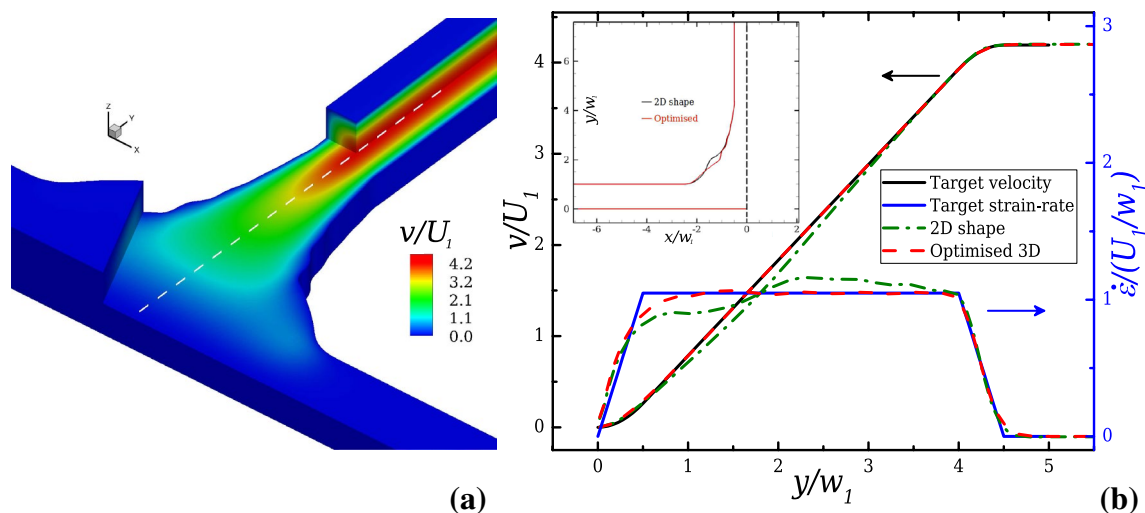 Z
Y
X
v/U₁
4.2
3.2
2.1
1.1
0.0
(a)
v/U₁
4
3
2
1
0
y/w₁
6
4
2
0
2D shape
Optimised
-6 -4 -2 0 2
x/w₁
Target velocity
Target strain-rate
2D shape
Optimised 3D
0 1 2 3 4 5
y/w₁
3
2
1
0
ε̇/(U₁/w₁)
(b)